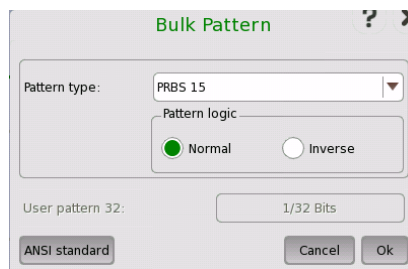 Bulk Pattern ?
Pattern type: PRBS 15
Pattern logic
Normal Inverse
User pattern 32: 1/32 Bits
ANSI standard Cancel Ok